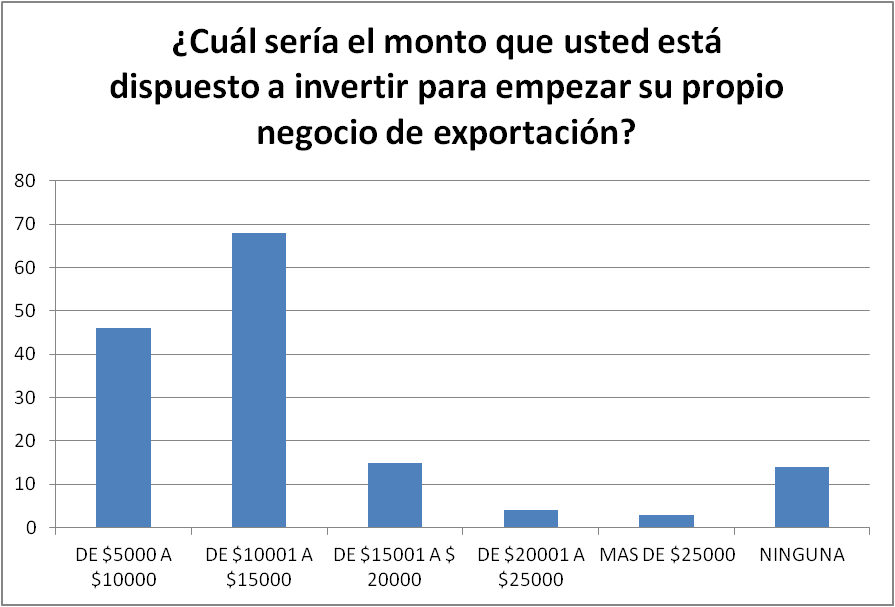 ¿Cuál sería el monto que usted está
dispuesto a invertir para empezar su propio
negocio de exportación?
80
70
60
50
40
30
20
10
0
DE $5000 A
$10000
DE $10001 A
$15000
DE $15001 A $
20000
DE $20001 A
$25000
MAS DE $25000
NINGUNA